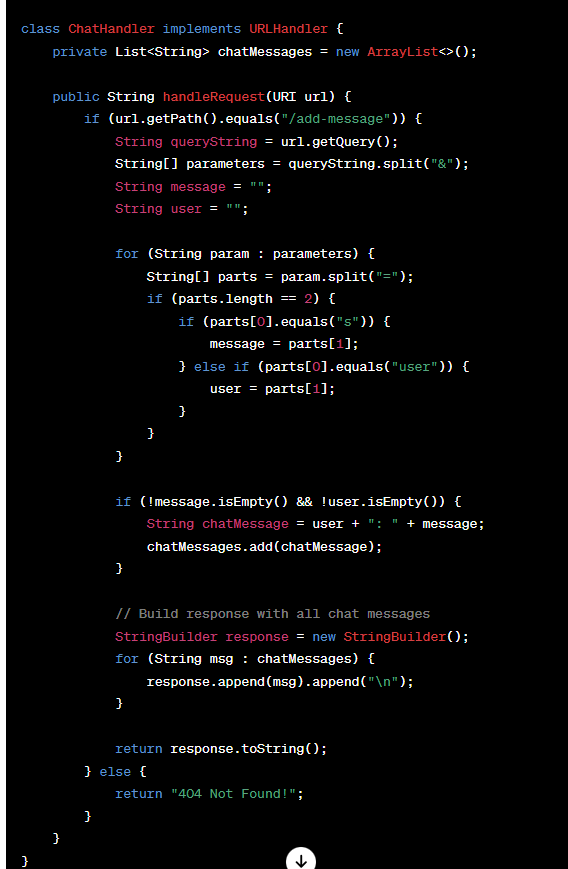 class ChatHandler implements URLHandler {
    private List<String> chatMessages = new ArrayList<>();

    public String handleRequest(URI url) {
        if (url.getPath().equals("/add-message")) {
            String queryString = url.getQuery();
            String[] parameters = queryString.split("&");
            String message = "";
            String user = "";

            for (String param : parameters) {
                String[] parts = param.split("=");
                if (parts.length == 2) {
                    if (parts[0].equals("s")) {
                        message = parts[1];
                    } else if (parts[0].equals("user")) {
                        user = parts[1];
                    }
                }
            }

            if (!message.isEmpty() && !user.isEmpty()) {
                String chatMessage = user + ": " + message;
                chatMessages.add(chatMessage);
            }

            // Build response with all chat messages
            StringBuilder response = new StringBuilder();
            for (String msg : chatMessages) {
                response.append(msg).append("\n");
            }

            return response.toString();
        } else {
            return "404 Not Found!";
        }
    }
}